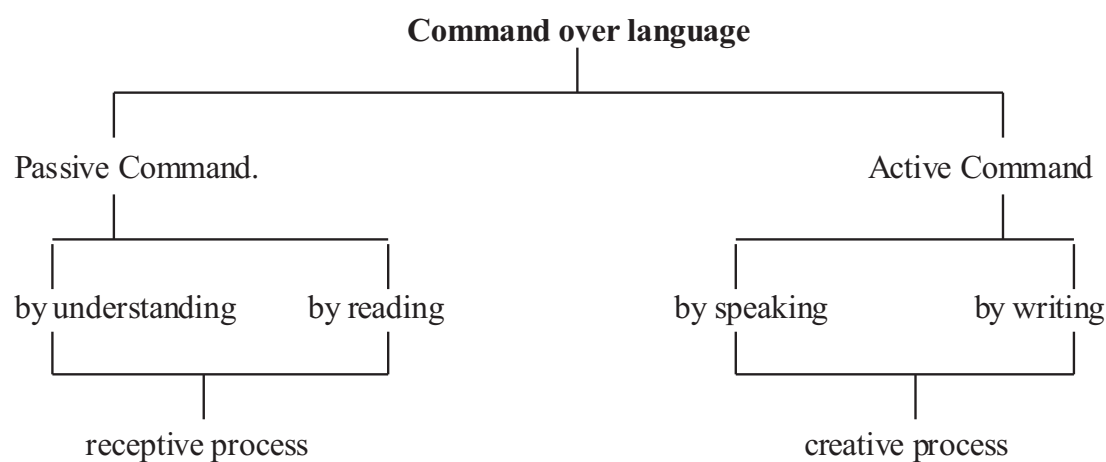 Command over language
Passive Command. Active Command
by understanding by reading by speaking by writing
receptive process creative process